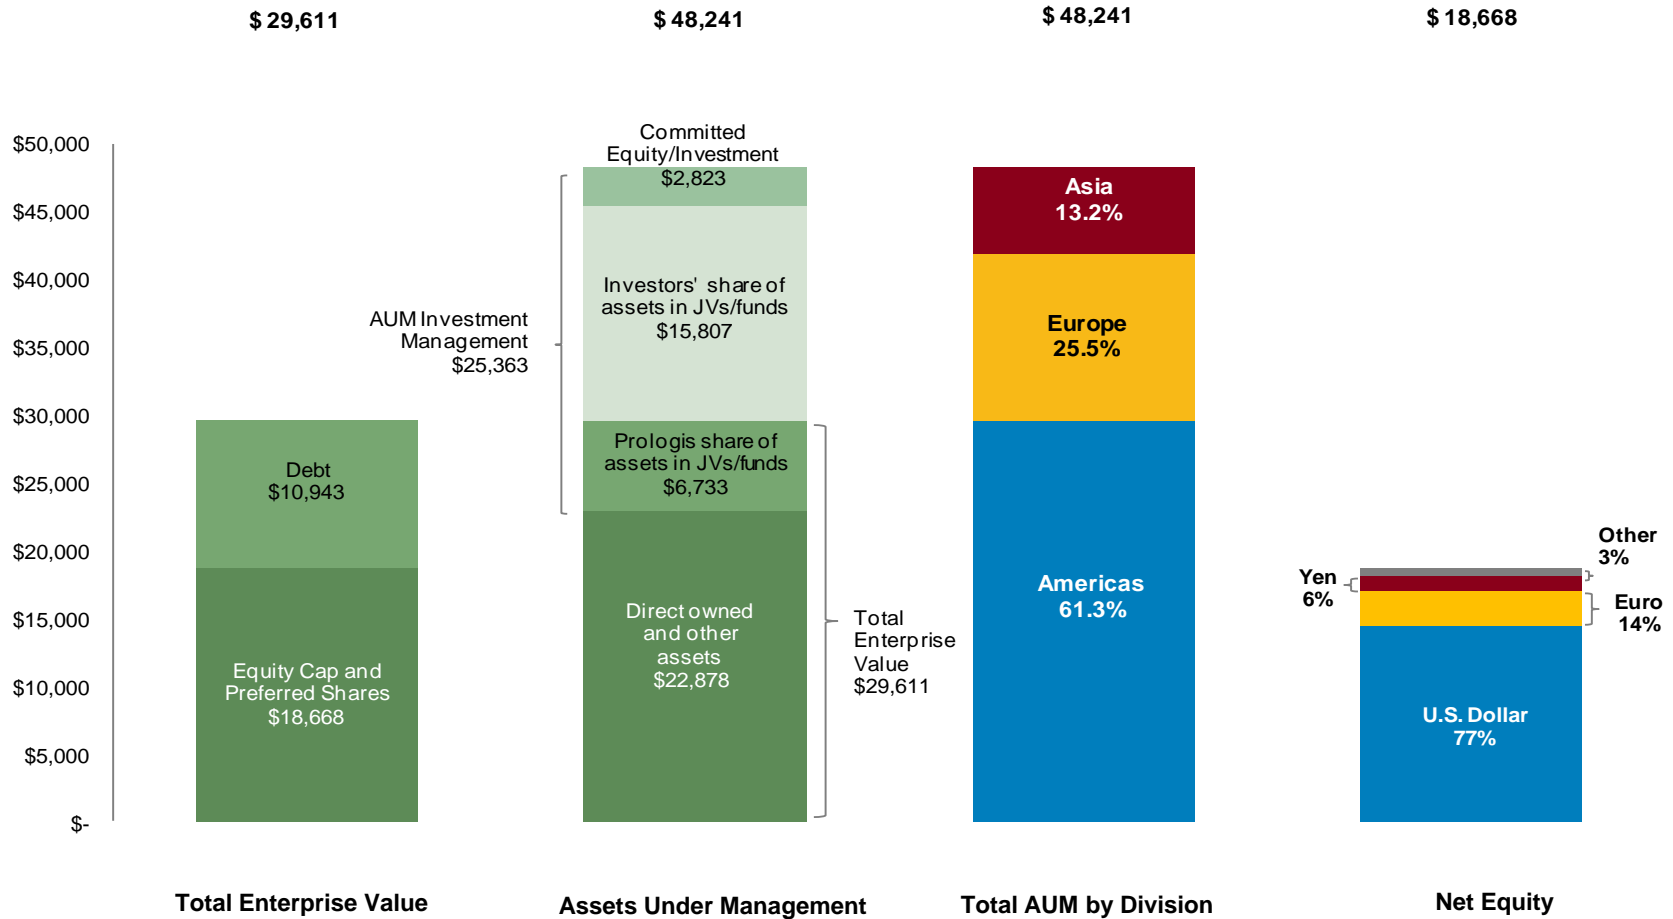 $ 29,611
$ 48,241
$ 48,241
$ 18,668
$50,000
$45,000
$40,000
$35,000
$30,000
$25,000
$20,000
$15,000
$10,000
$5,000
$-
Debt
$10,943
Equity Cap and
Preferred Shares
$18,668
AUM Investment
Management
$25,363
Committed
Equity/Investment
$2,823
Investors' share of
assets in JVs/funds
$15,807
Prologis share of
assets in JVs/funds
$6,733
Direct owned
and other
assets
$22,878
Total
Enterprise
Value
$29,611
Asia
13.2%
Europe
25.5%
Americas
61.3%
Other
3%
Yen
6%
Euro
14%
U.S. Dollar
77%
Total Enterprise Value
Assets Under Management
Total AUM by Division
Net Equity